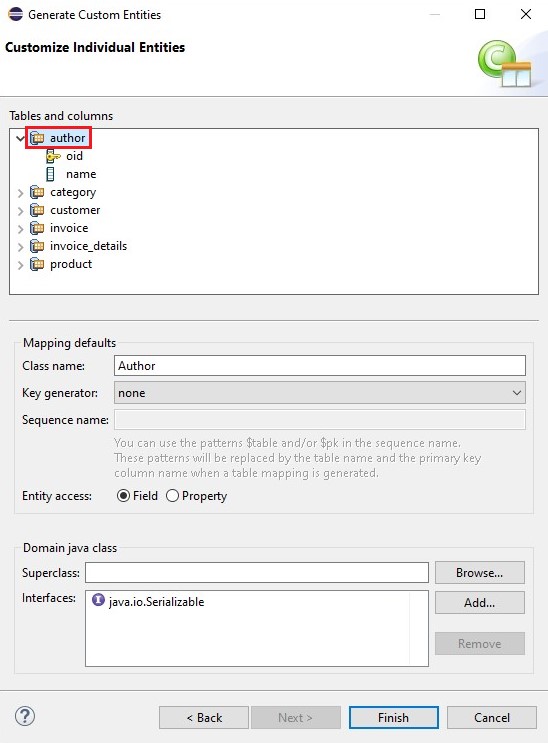 Generate Custom Entities
Customize Individual Entities
Tables and columns
author
oid
name
category
customer
invoice
invoice_details
product
Mapping defaults
Class name: Author
Key generator: none
Sequence name:
You can use the patterns $table and/or $pk in the sequence name.
These patterns will be replaced by the table name and the primary key
column name when a table mapping is generated.
Entity access: Field Property
Domain java class
Superclass: Browse...
Interfaces: java.io.Serializable Add...
Remove
< Back Next > Finish Cancel